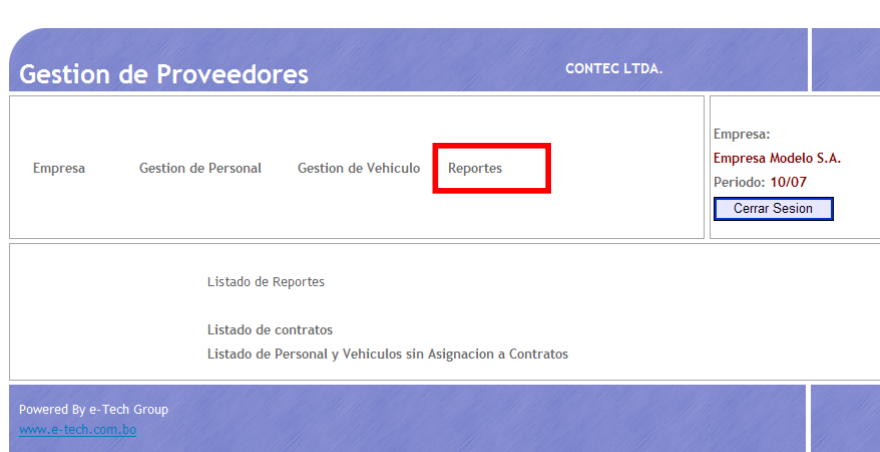 Gestion de Proveedores
CONTEC LTDA.
Empresa
Gestion de Personal
Gestion de Vehiculo
Reportes
Empresa:
Empresa Modelo S.A.
Periodo: 10/07
Cerrar Sesion
Listado de Reportes
Listado de contratos
Listado de Personal y Vehiculos sin Asignacion a Contratos
Powered By e-Tech Group
www.e-tech.com.bo